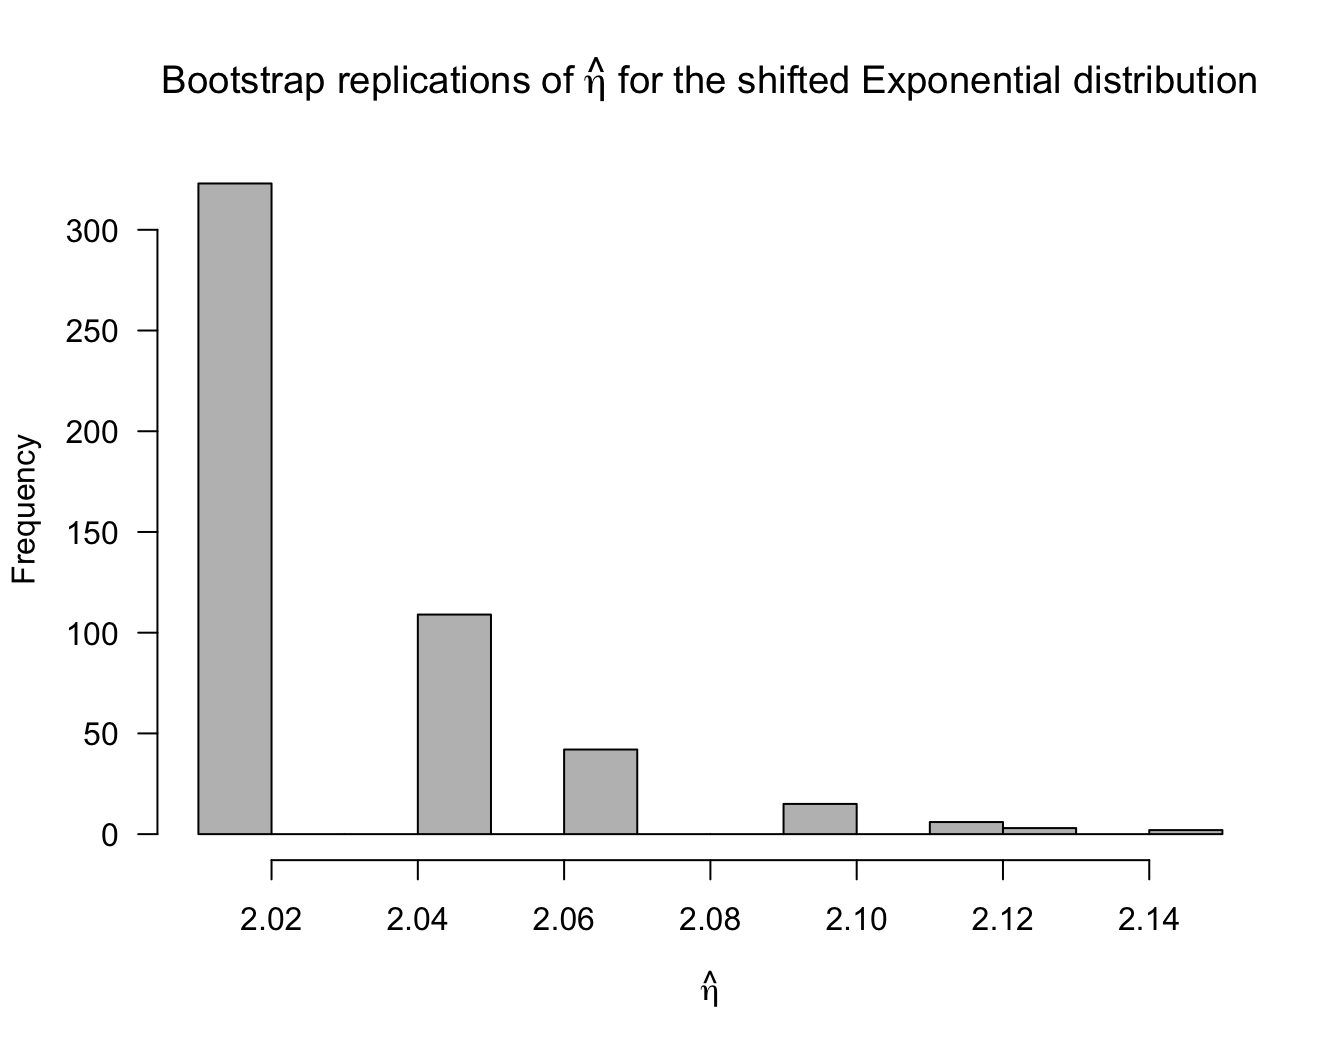 Bootstrap replications of η̂ for the shifted Exponential distribution
Frequency
300
250
200
150
100
50
0
2.02 2.04 2.06 2.08 2.10 2.12 2.14
η̂